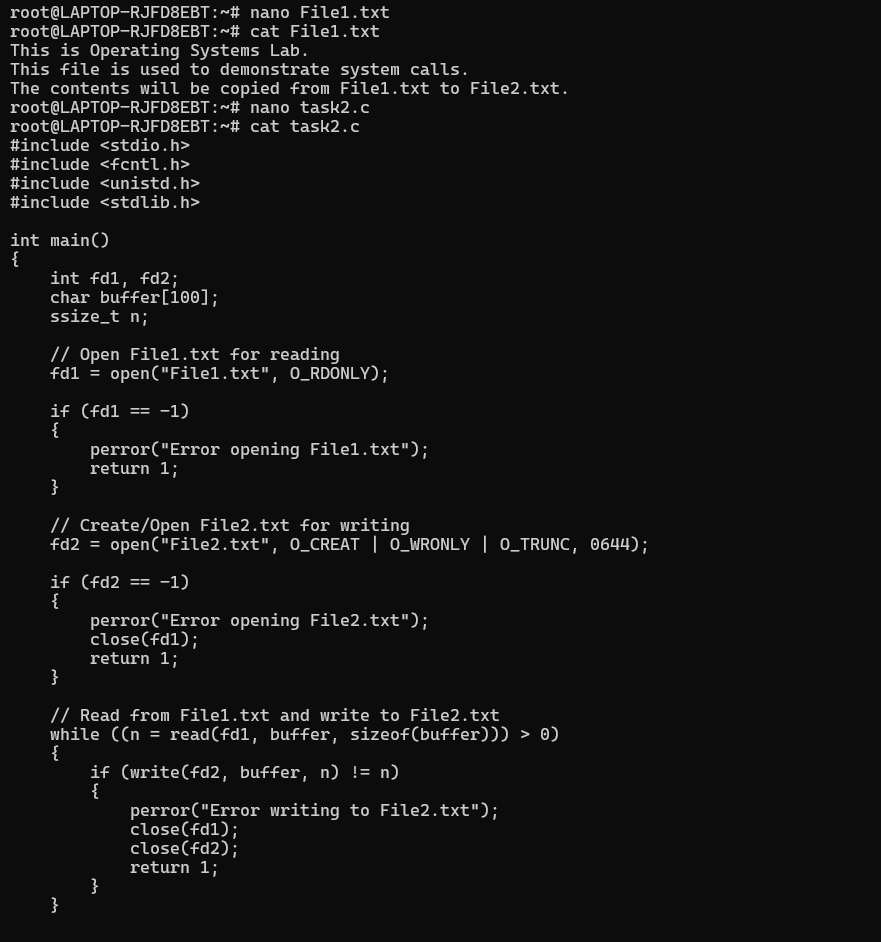 root@LAPTOP-RJFD8EBT:~# nano File1.txt
root@LAPTOP-RJFD8EBT:~# cat File1.txt
This is Operating Systems Lab.
This file is used to demonstrate system calls.
The contents will be copied from File1.txt to File2.txt.
root@LAPTOP-RJFD8EBT:~# nano task2.c
root@LAPTOP-RJFD8EBT:~# cat task2.c
#include <stdio.h>
#include <fcntl.h>
#include <unistd.h>
#include <stdlib.h>

int main()
{
    int fd1, fd2;
    char buffer[100];
    ssize_t n;

    // Open File1.txt for reading
    fd1 = open("File1.txt", O_RDONLY);

    if (fd1 == -1)
    {
        perror("Error opening File1.txt");
        return 1;
    }

    // Create/Open File2.txt for writing
    fd2 = open("File2.txt", O_CREAT | O_WRONLY | O_TRUNC, 0644);

    if (fd2 == -1)
    {
        perror("Error opening File2.txt");
        close(fd1);
        return 1;
    }

    // Read from File1.txt and write to File2.txt
    while ((n = read(fd1, buffer, sizeof(buffer))) > 0)
    {
        if (write(fd2, buffer, n) != n)
        {
            perror("Error writing to File2.txt");
            close(fd1);
            close(fd2);
            return 1;
        }
    }